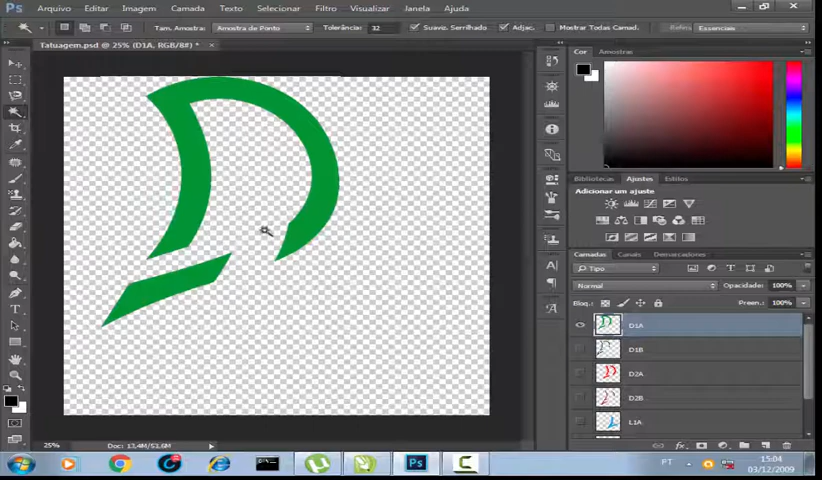 Ps Arquivo Editar Imagem Camada Texto Selecionar Filtro Visualizar Janela Ajuda
Tam. Amostra: Amostra de Ponto Tolerância: 32 Suaviz. Serrilhado Adjac. Mostrar Todas Camad. Essenciais
Tatuagem.psd @ 25% (D1A, RGB/8#) *
Cor Amostras
Bibliotecas Ajustes Estilos
Adicionar um ajuste
Camadas Canais Demarcadores
Tipo
Normal Opacidade: 100%
Bloq.: Preen.: 100%
D1A
D1B
D2A
D2B
L1A
25% Doc: 13,4M/51,6M
PT 15:04
03/12/2009